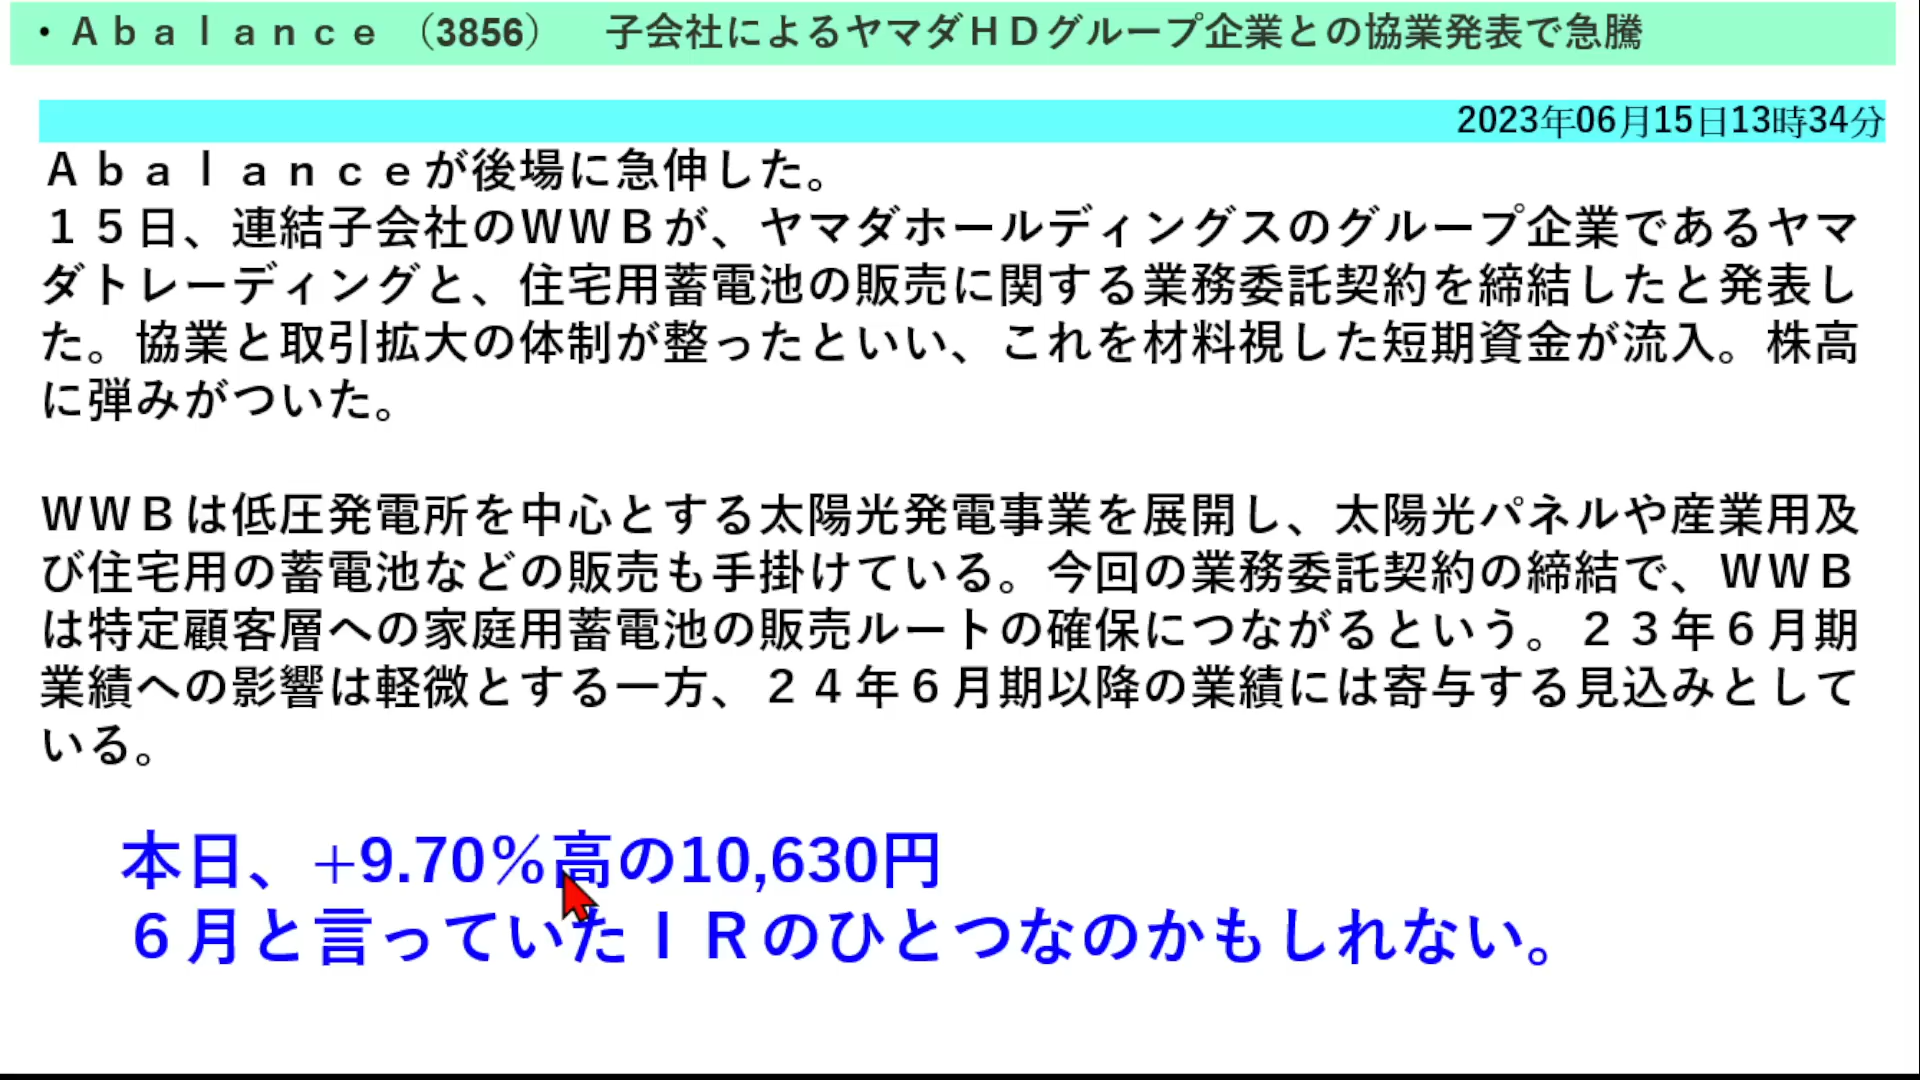 ・Ａｂａｌａｎｃｅ （3856）　子会社によるヤマダＨＤグループ企業との協業発表で急騰
2023年06月15日13時34分
Ａｂａｌａｎｃｅが後場に急伸した。
１５日、連結子会社のＷＷＢが、ヤマダホールディングスのグループ企業であるヤマ
ダトレーディングと、住宅用蓄電池の販売に関する業務委託契約を締結したと発表し
た。協業と取引拡大の体制が整ったといい、これを材料視した短期資金が流入。株高
に弾みがついた。
ＷＷＢは低圧発電所を中心とする太陽光発電事業を展開し、太陽光パネルや産業用及
び住宅用の蓄電池などの販売も手掛けている。今回の業務委託契約の締結で、ＷＷＢ
は特定顧客層への家庭用蓄電池の販売ルートの確保につながるという。２３年６月期
業績への影響は軽微とする一方、２４年６月期以降の業績には寄与する見込みとして
いる。
本日、+9.70％高の10,630円
６月と言っていたＩＲのひとつなのかもしれない。